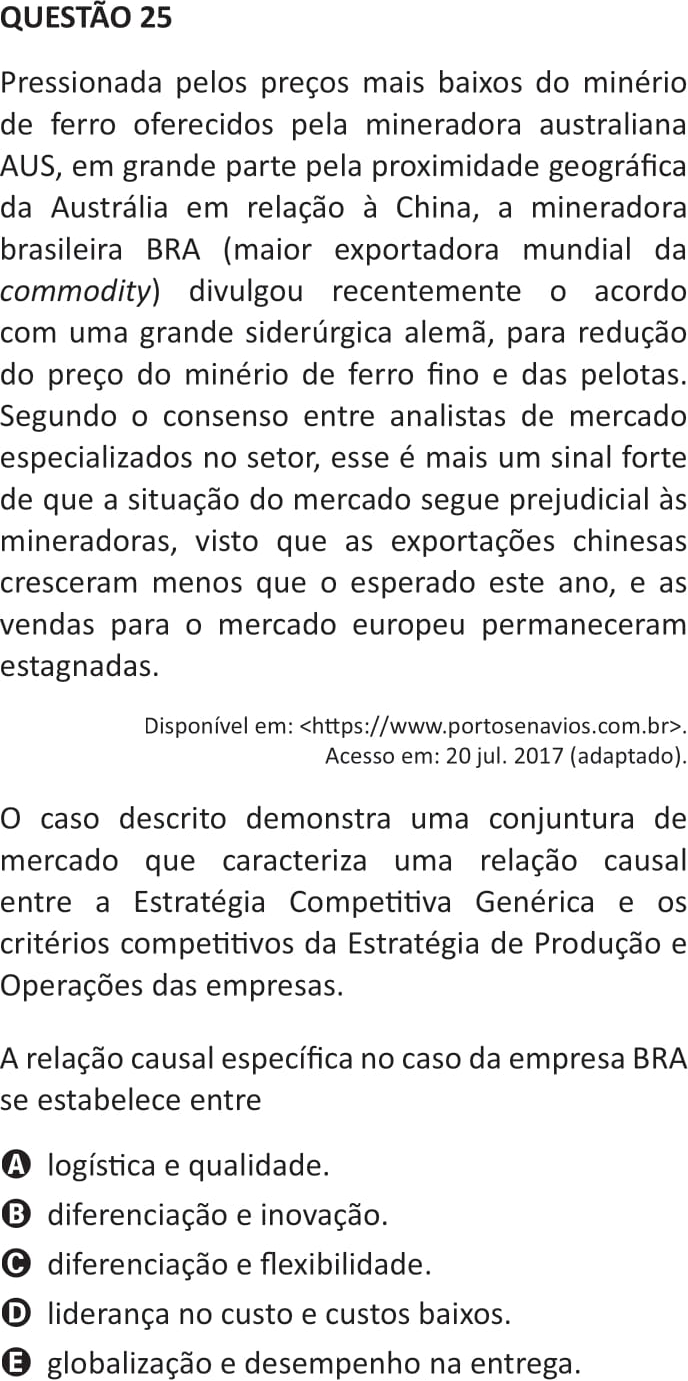 QUESTÃO 25
Pressionada pelos preços mais baixos do minério
de ferro oferecidos pela mineradora australiana
AUS, em grande parte pela proximidade geográfica
da Austrália em relação à China, a mineradora
brasileira BRA (maior exportadora mundial da
commodity) divulgou recentemente o acordo
com uma grande siderúrgica alemã, para redução
do preço do minério de ferro fino e das pelotas.
Segundo o consenso entre analistas de mercado
especializados no setor, esse é mais um sinal forte
de que a situação do mercado segue prejudicial às
mineradoras, visto que as exportações chinesas
cresceram menos que o esperado este ano, e as
vendas para o mercado europeu permaneceram
estagnadas.
Disponível em: <https://www.portosenavios.com.br>.
Acesso em: 20 jul. 2017 (adaptado).
O caso descrito demonstra uma conjuntura de
mercado que caracteriza uma relação causal
entre a Estratégia Competitiva Genérica e os
critérios competitivos da Estratégia de Produção e
Operações das empresas.
A relação causal específica no caso da empresa BRA
se estabelece entre
A logística e qualidade.
B diferenciação e inovação.
C diferenciação e flexibilidade.
D liderança no custo e custos baixos.
E globalização e desempenho na entrega.